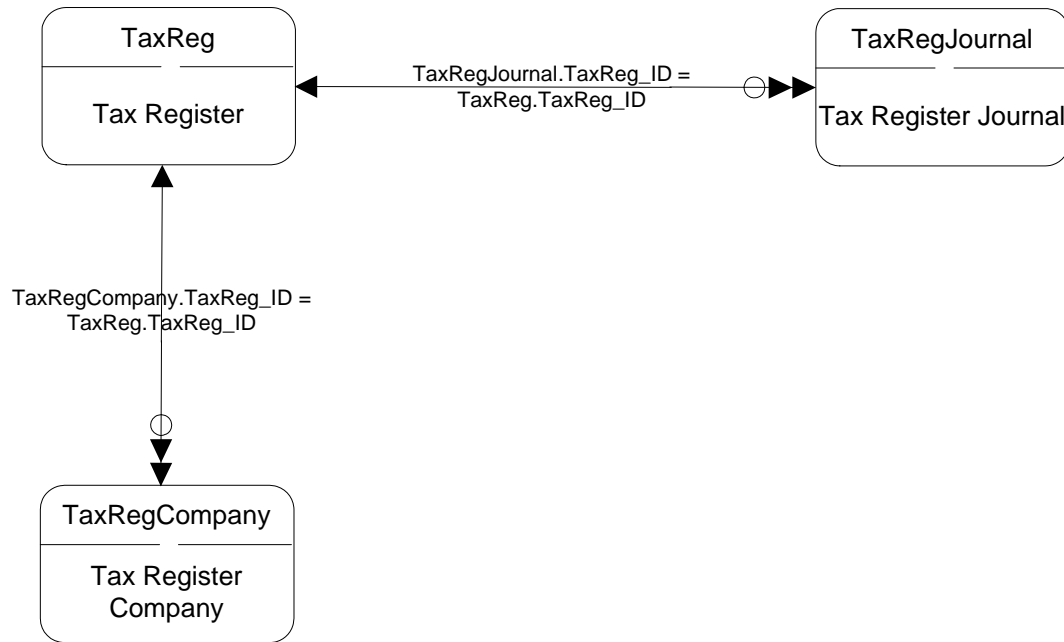 TaxReg
Tax Register
TaxRegJournal.TaxReg_ID =
TaxReg.TaxReg_ID
TaxRegJournal
Tax Register Journal
TaxRegCompany.TaxReg_ID =
TaxReg.TaxReg_ID
TaxRegCompany
Tax Register
Company